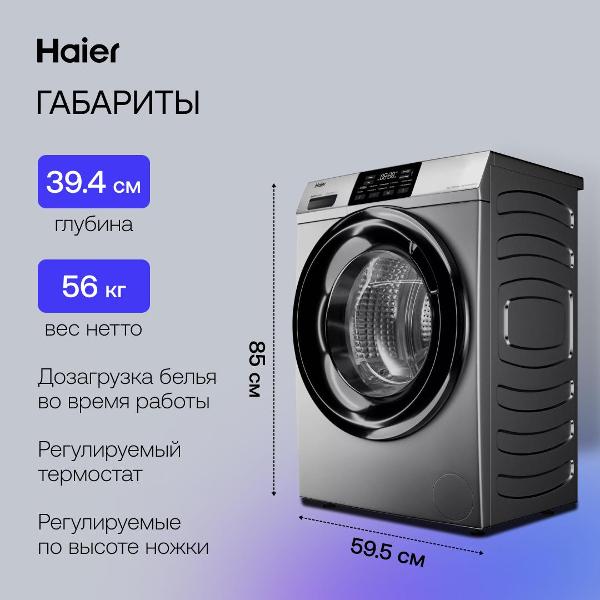 Haier
ГАБАРИТЫ
39.4 см
глубина
56 кг
вес нетто
Дозагрузка белья
во время работы
Регулируемый
термостат
Регулируемые
по высоте ножки
85 см
59.5 см
Haier